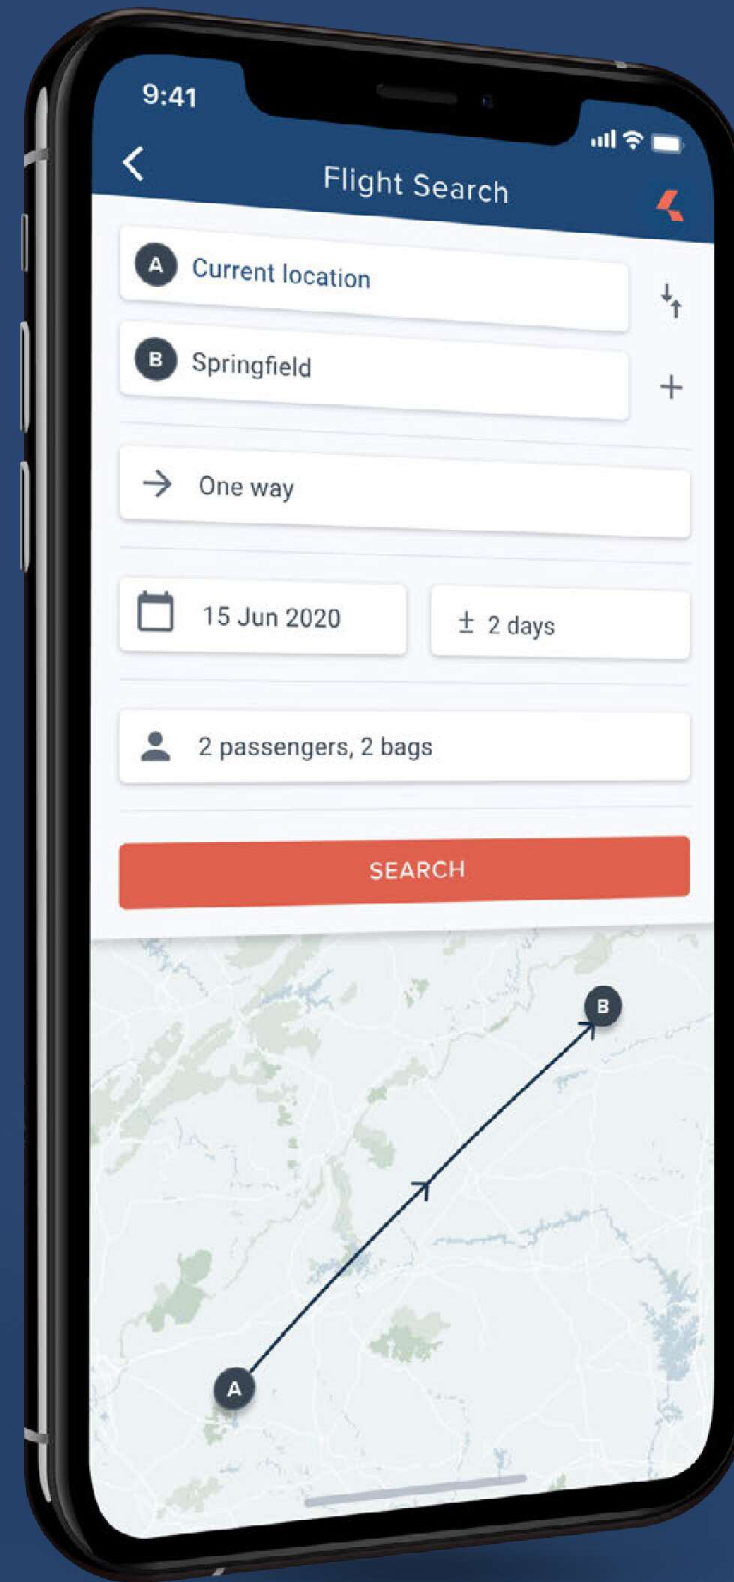 9:41
Flight Search
A Current location
B Springfield
One way
15 Jun 2020
± 2 days
2 passengers, 2 bags
SEARCH
B
A